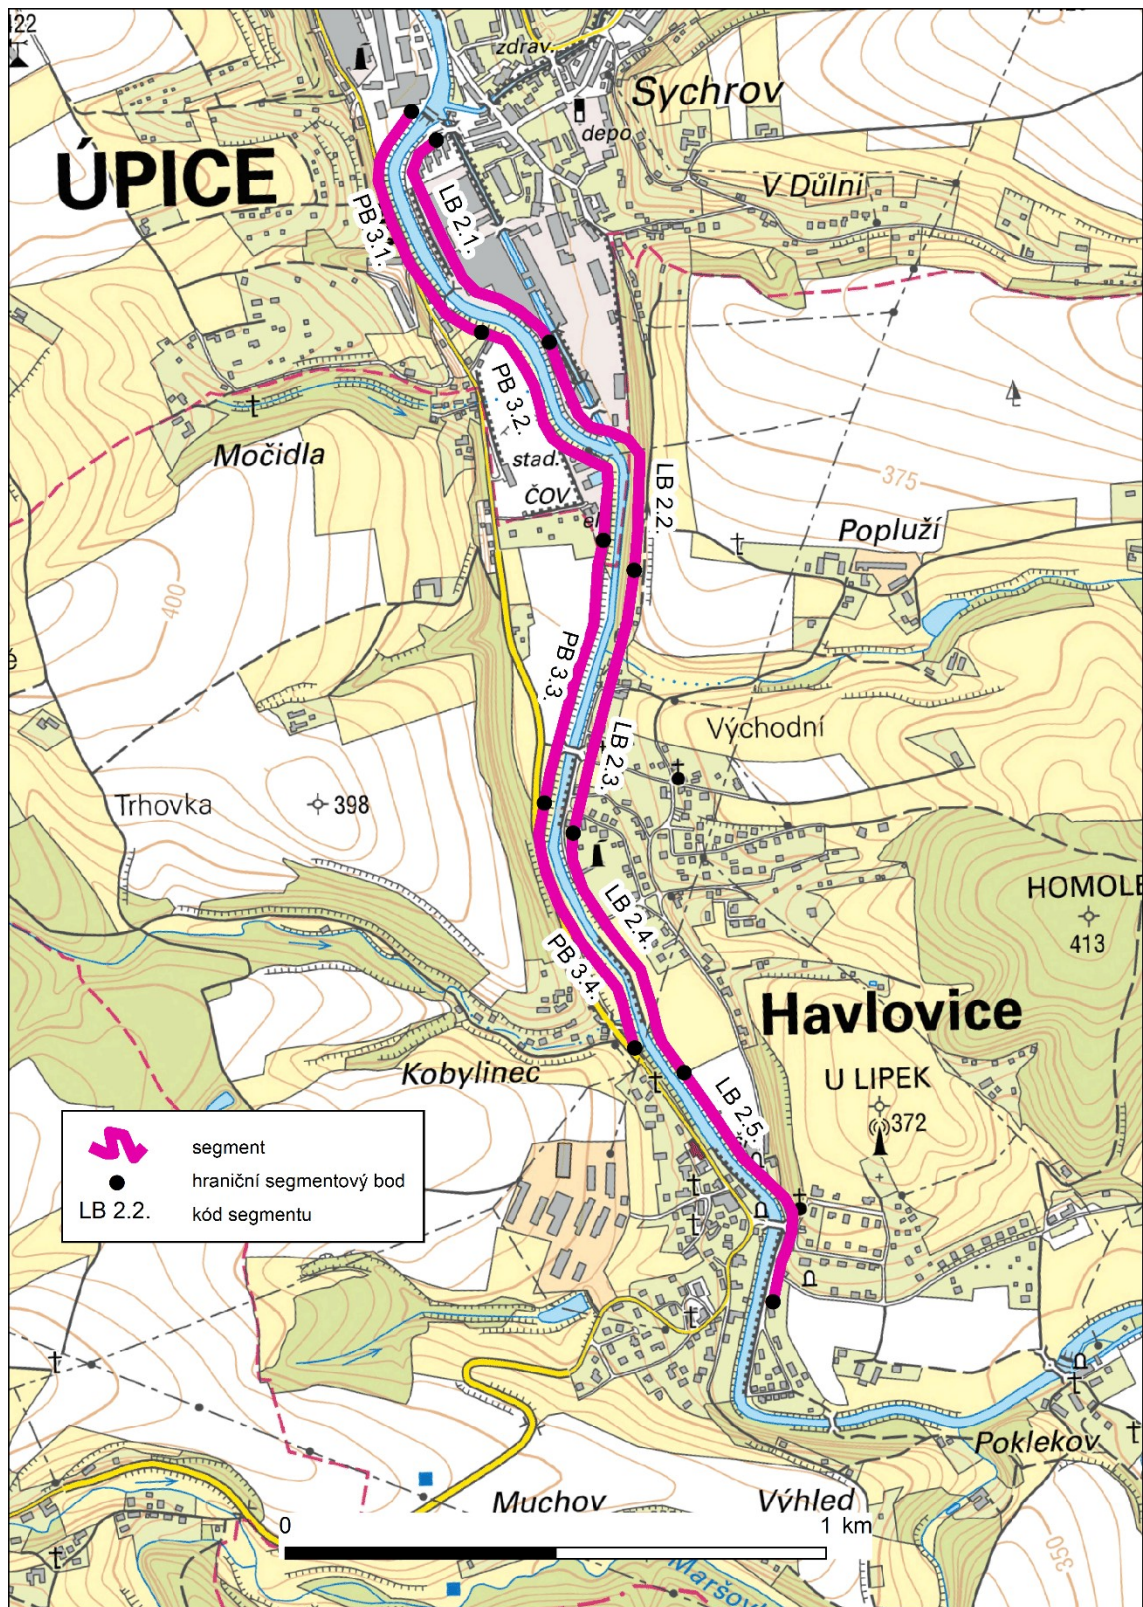 422
zdrav.
Sychrov
depo
ÚPICE
V Důlni
PB 3.1.
LB 2.1.
PB 3.2.
Močidla
stad.
ČOV
el.
LB 2.2.
375
Popluží
400
PB 3.3.
LB 2.3.
Východní
Trhovka
398
HOMOLE
413
LB 2.4.
PB 3.4.
Havlovice
Kobylinec
U LIPEK
372
LB 2.5.
segment
hraniční segmentový bod
LB 2.2.
kód segmentu
Poklekov
Muchov
Výhled
0
1 km
350
Maršov